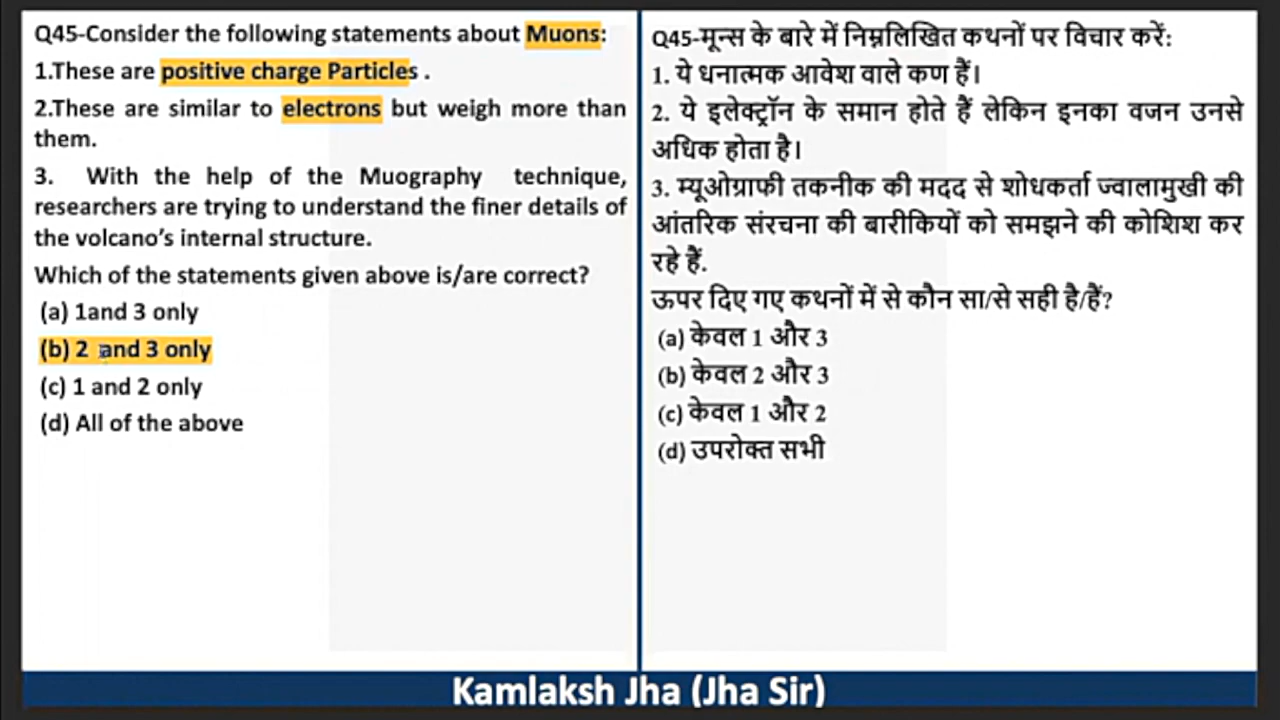 Q45-Consider the following statements about Muons:
1.These are positive charge Particles .
2.These are similar to electrons but weigh more than
them.
3. With the help of the Muography technique,
researchers are trying to understand the finer details of
the volcano's internal structure.
Which of the statements given above is/are correct?
(a) 1and 3 only
(b) 2 and 3 only
(c) 1 and 2 only
(d) All of the above
Q45-मून्स के बारे में निम्नलिखित कथनों पर विचार करें:
1. ये धनात्मक आवेश वाले कण हैं।
2. ये इलेक्ट्रॉन के समान होते हैं लेकिन इनका वजन उनसे
अधिक होता है।
3. म्यूओग्राफी तकनीक की मदद से शोधकर्ता ज्वालामुखी की
आंतरिक संरचना की बारीकियों को समझने की कोशिश कर
रहे हैं.
ऊपर दिए गए कथनों में से कौन सा/से सही है/हैं?
(a) केवल 1 और 3
(b) केवल 2 और 3
(c) केवल 1 और 2
(d) उपरोक्त सभी
Kamlaksh Jha (Jha Sir)